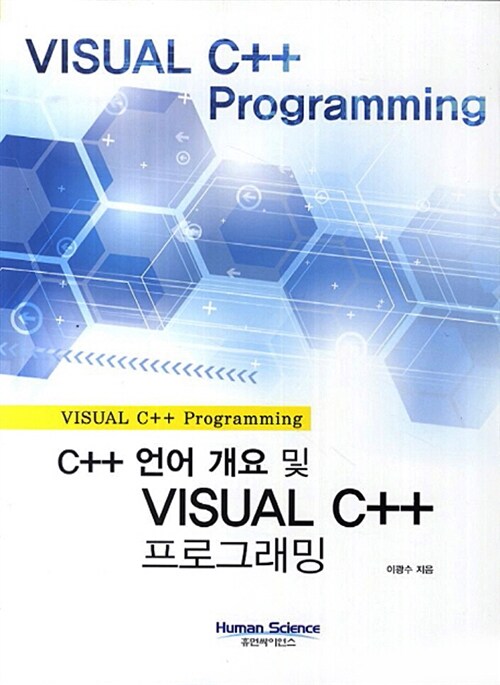 VISUAL C++
Programming
VISUAL C++ Programming
C++ 언어 개요 및
VISUAL C++
프로그래밍
이광수 지음
Human Science
휴먼싸이언스